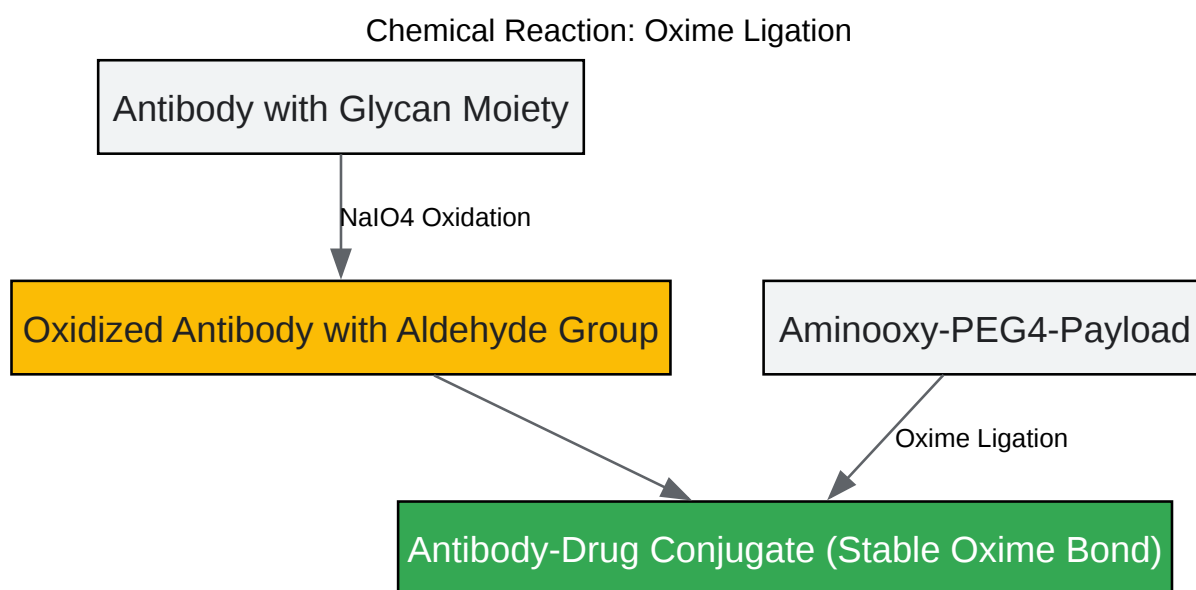 Chemical Reaction: Oxime Ligation
Antibody with Glycan Moiety
NaIO4 Oxidation
Oxidized Antibody with Aldehyde Group
Aminooxy-PEG4-Payload
Oxime Ligation
Antibody-Drug Conjugate (Stable Oxime Bond)